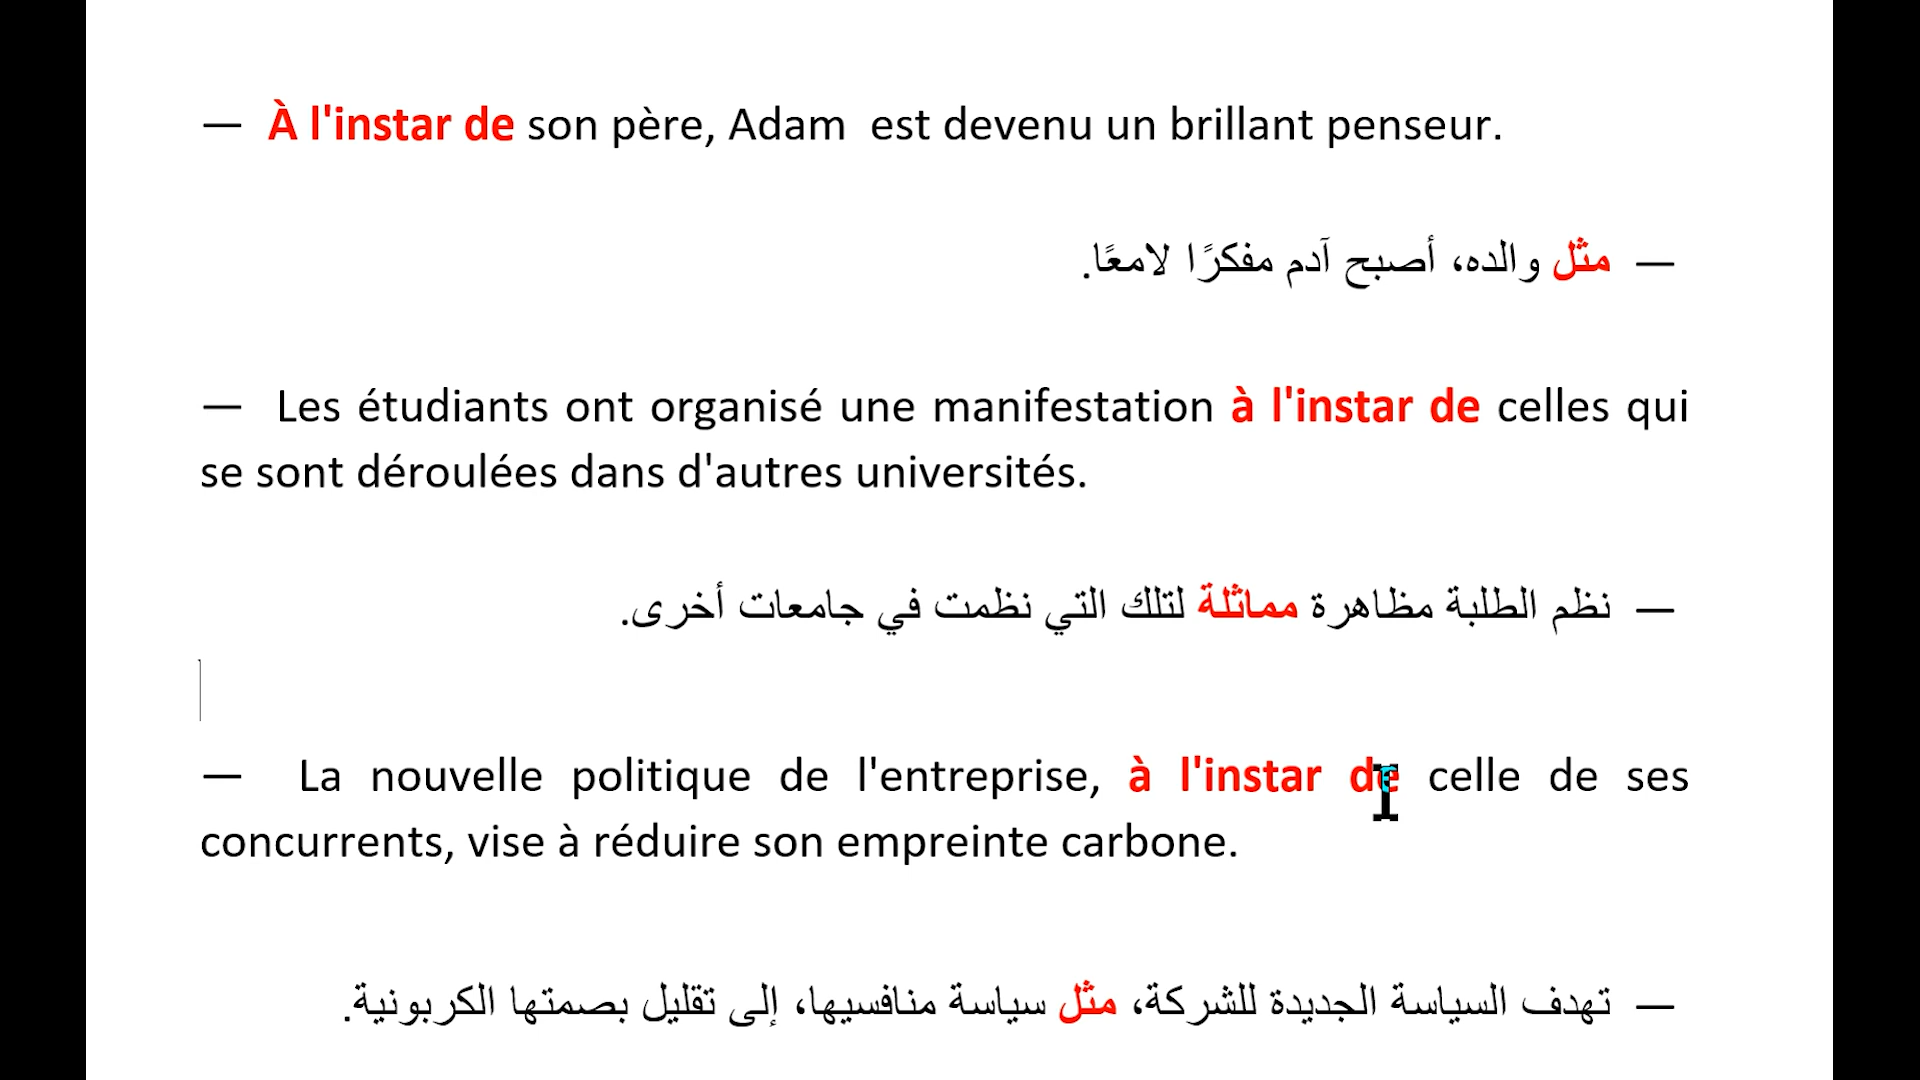 — À l'instar de son père, Adam est devenu un brillant penseur.
— مثل والده، أصبح آدم مفكرًا لامعًا.
— Les étudiants ont organisé une manifestation à l'instar de celles qui
se sont déroulées dans d'autres universités.
— نظم الطلبة مظاهرة مماثلة لتلك التي نظمت في جامعات أخرى.
— La nouvelle politique de l'entreprise, à l'instar de celle de ses
concurrents, vise à réduire son empreinte carbone.
— تهدف السياسة الجديدة للشركة، مثل سياسة منافسيها، إلى تقليل بصمتها الكربونية.